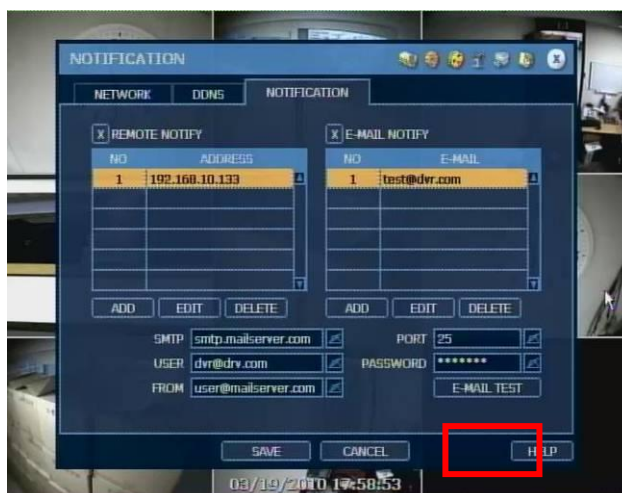 NOTIFICATION
NETWORK DDNS NOTIFICATION
X REMOTE NOTIFY X E-MAIL NOTIFY
NO ADDRESS NO E-MAIL
1 192.168.10.133 1 test@dvr.com
ADD EDIT DELETE ADD EDIT DELETE
SMTP smtp.mailserver.com PORT 25
USER dvr@drv.com PASSWORD *******
FROM user@mailserver.com E-MAIL TEST
SAVE CANCEL HELP
03/19/2010 17:58:53